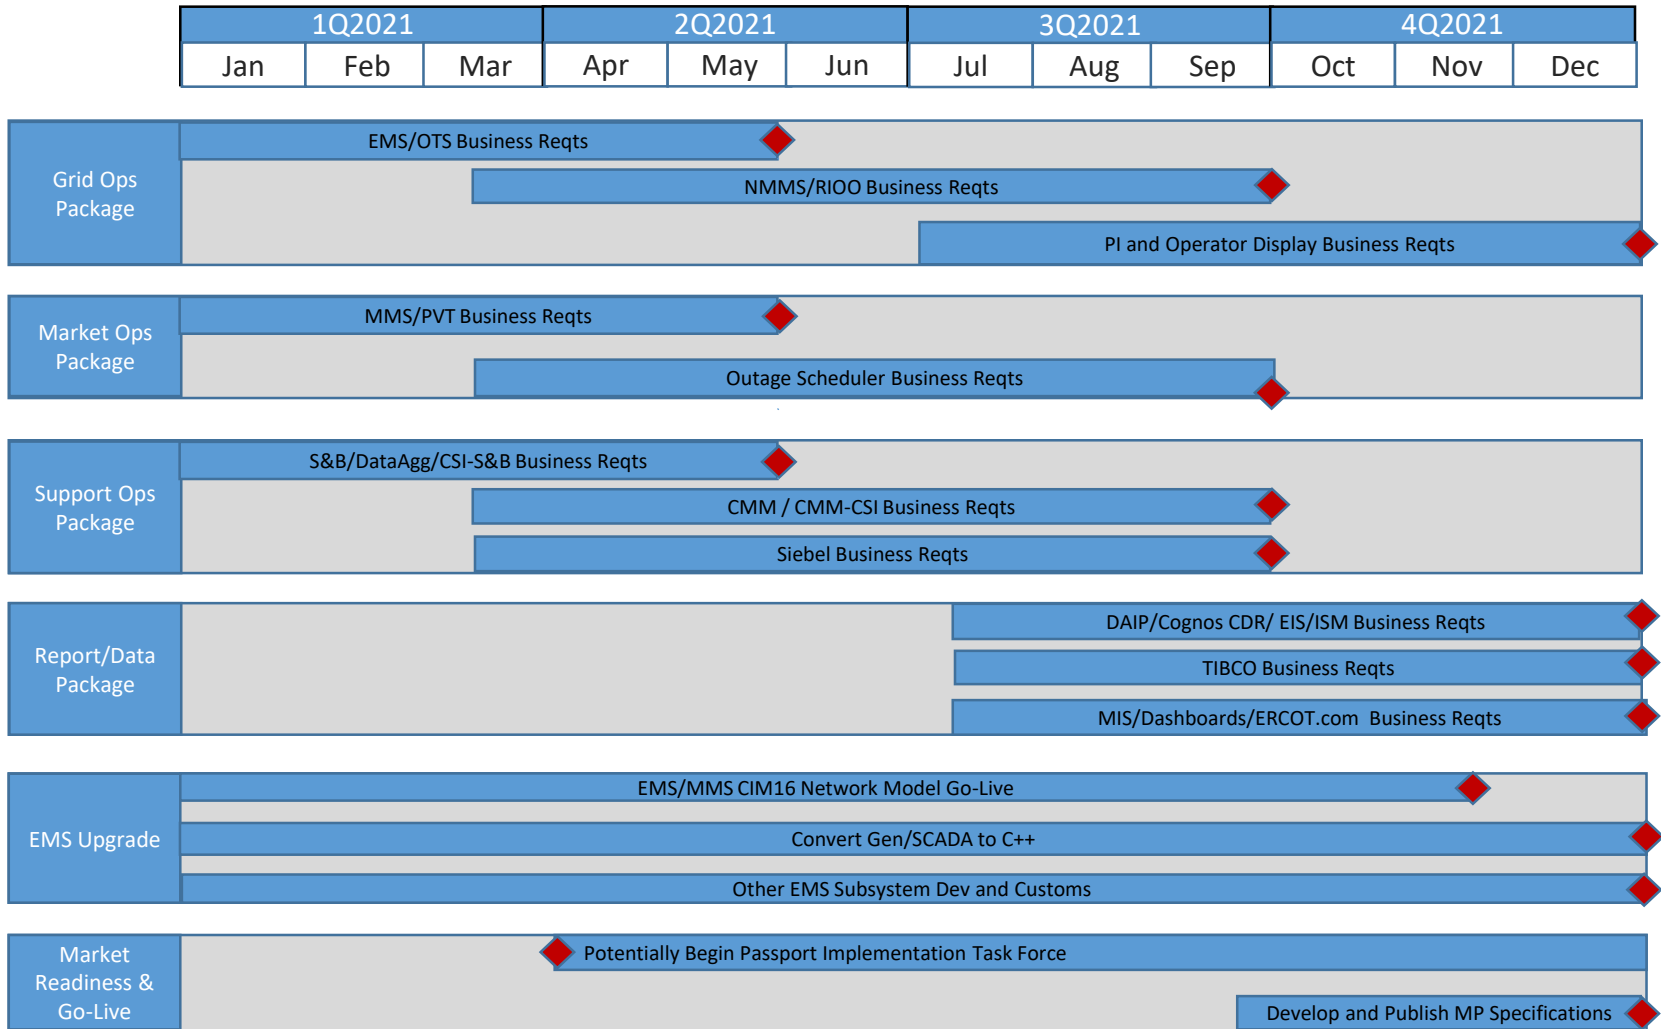 1Q2021 2Q2021 3Q2021 4Q2021
Jan Feb Mar Apr May Jun Jul Aug Sep Oct Nov Dec
Grid Ops
Package
EMS/OTS Business Reqts
NMMS/RIOO Business Reqts
PI and Operator Display Business Reqts
Market Ops
Package
MMS/PVT Business Reqts
Outage Scheduler Business Reqts
Support Ops
Package
S&B/DataAgg/CSI-S&B Business Reqts
CMM / CMM-CSI Business Reqts
Siebel Business Reqts
Report/Data
Package
DAIP/Cognos CDR/ EIS/ISM Business Reqts
TIBCO Business Reqts
MIS/Dashboards/ERCOT.com Business Reqts
EMS Upgrade
EMS/MMS CIM16 Network Model Go-Live
Convert Gen/SCADA to C++
Other EMS Subsystem Dev and Customs
Market
Readiness &
Go-Live
Potentially Begin Passport Implementation Task Force
Develop and Publish MP Specifications